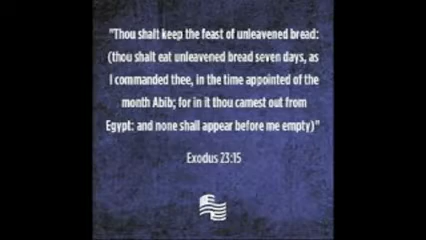 "Thou shalt keep the feast of unleavened bread:
(thou shalt eat unleavened bread seven days, as
I commanded thee, in the time appointed of the
month Abib; for in it thou camest out from
Egypt: and none shall appear before me empty)"
Exodus 23:15